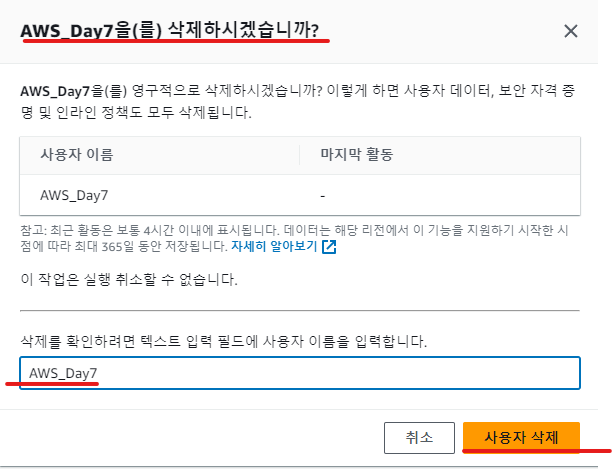 AWS_Day7을(를) 삭제하시겠습니까?
AWS_Day7을(를) 영구적으로 삭제하시겠습니까? 이렇게 하면 사용자 데이터, 보안 자격 증
명 및 인라인 정책도 모두 삭제됩니다.
사용자 이름 마지막 활동
AWS_Day7 -
참고: 최근 활동은 보통 4시간 이내에 표시됩니다. 데이터는 해당 리전에서 이 기능을 지원하기 시작한 시
점에 따라 최대 365일 동안 저장됩니다. 자세히 알아보기
이 작업은 실행 취소할 수 없습니다.
삭제를 확인하려면 텍스트 입력 필드에 사용자 이름을 입력합니다.
AWS_Day7
취소 사용자 삭제